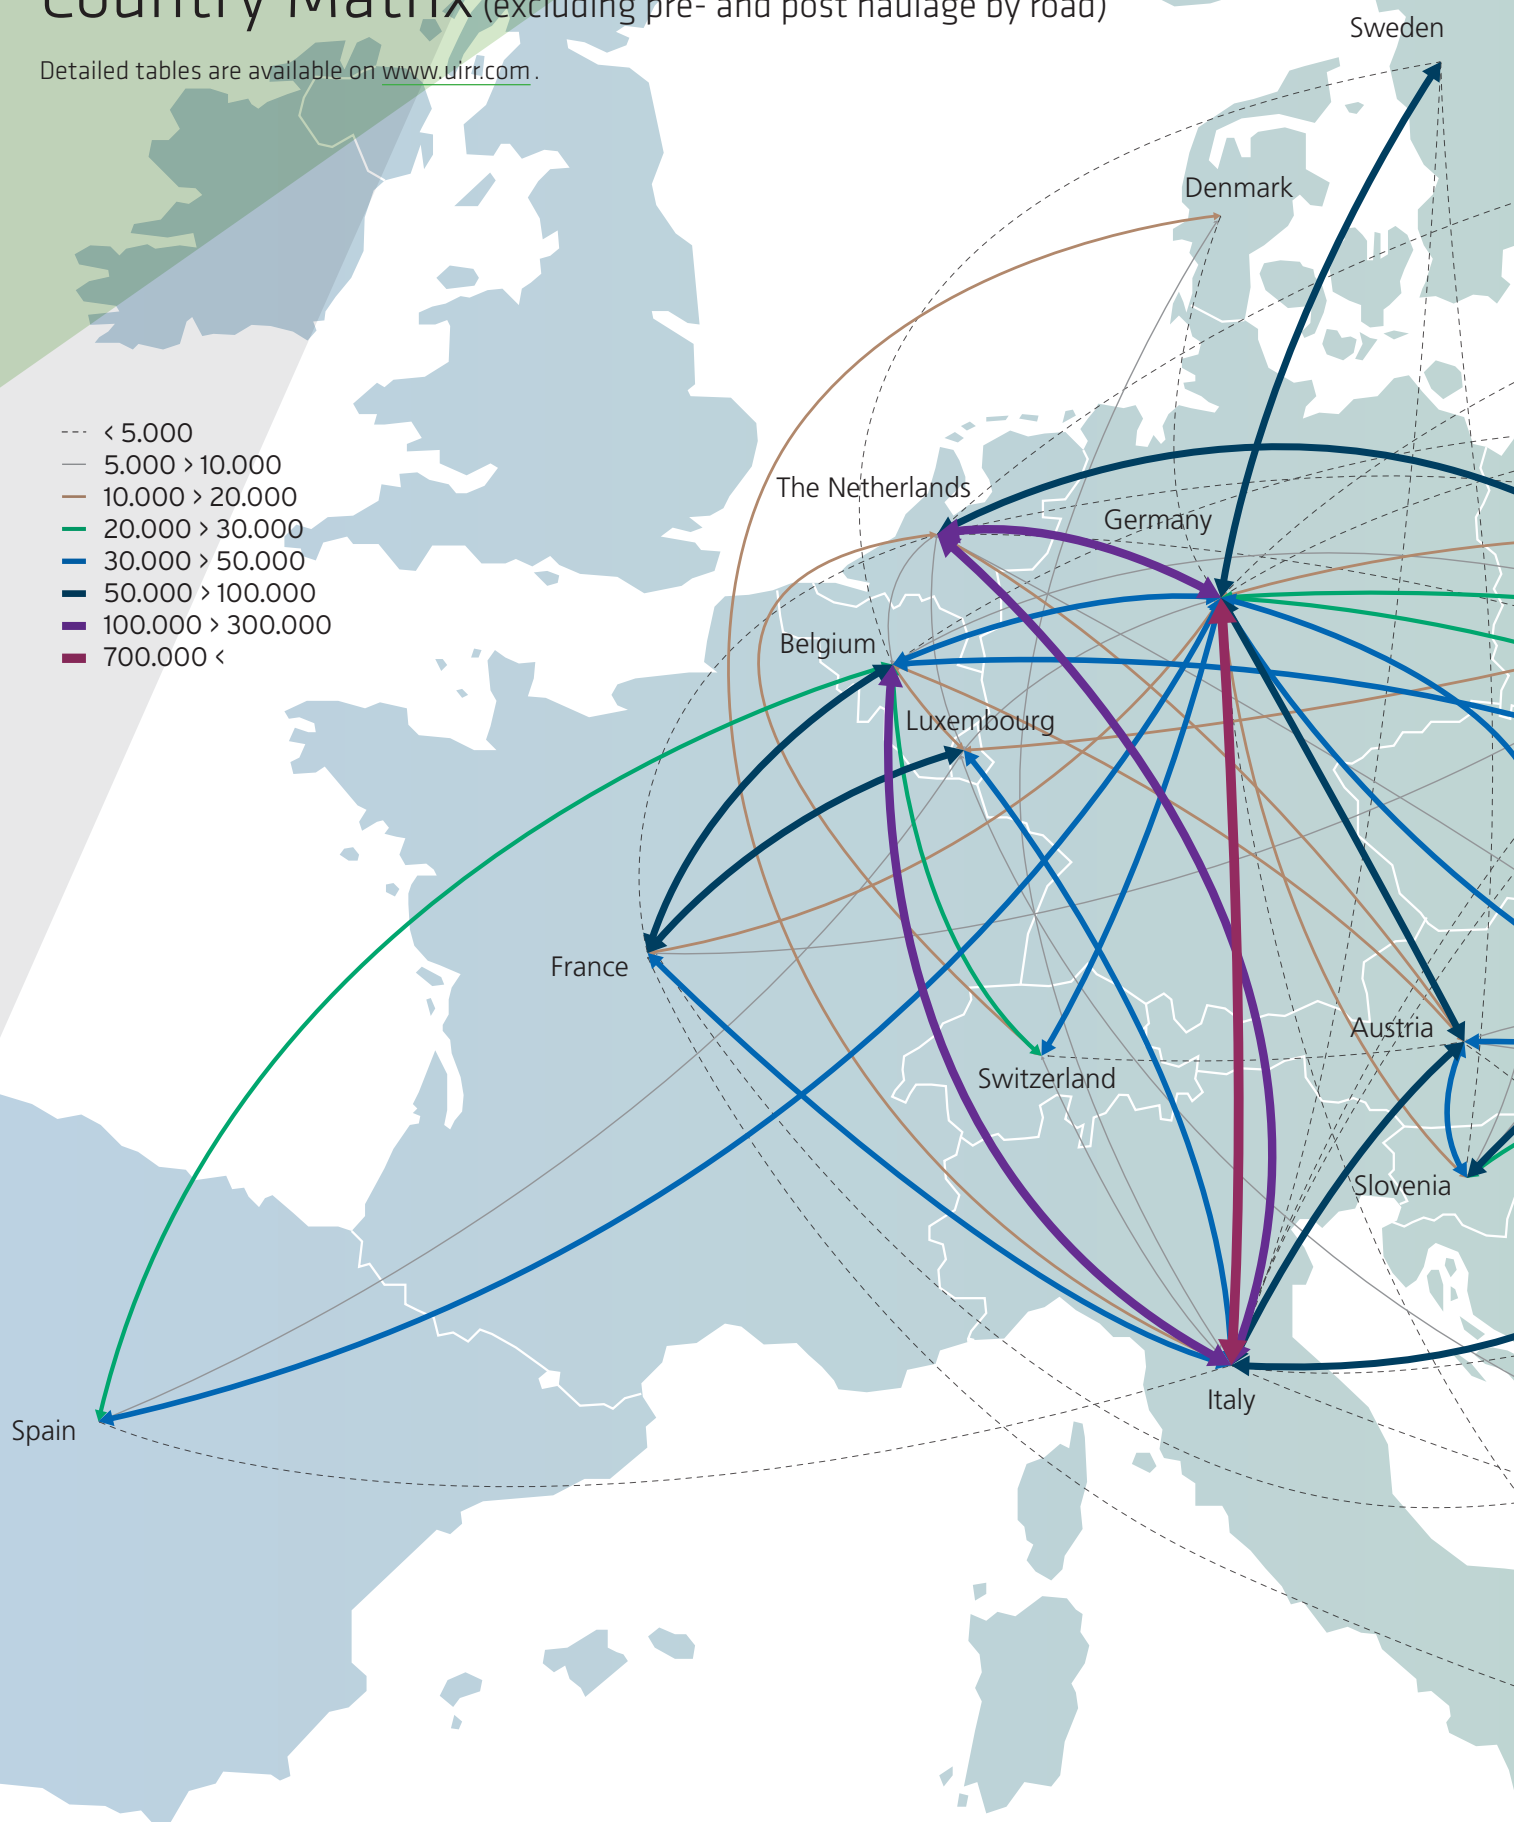 Country Matrix (excluding pre- and post haulage by road)
Detailed tables are available on www.uirr.com .
Sweden
Denmark
< 5.000
5.000 > 10.000
10.000 > 20.000
20.000 > 30.000
30.000 > 50.000
50.000 > 100.000
100.000 > 300.000
700.000 <
The Netherlands
Germany
Belgium
Luxembourg
France
Austria
Switzerland
Slovenia
Italy
Spain